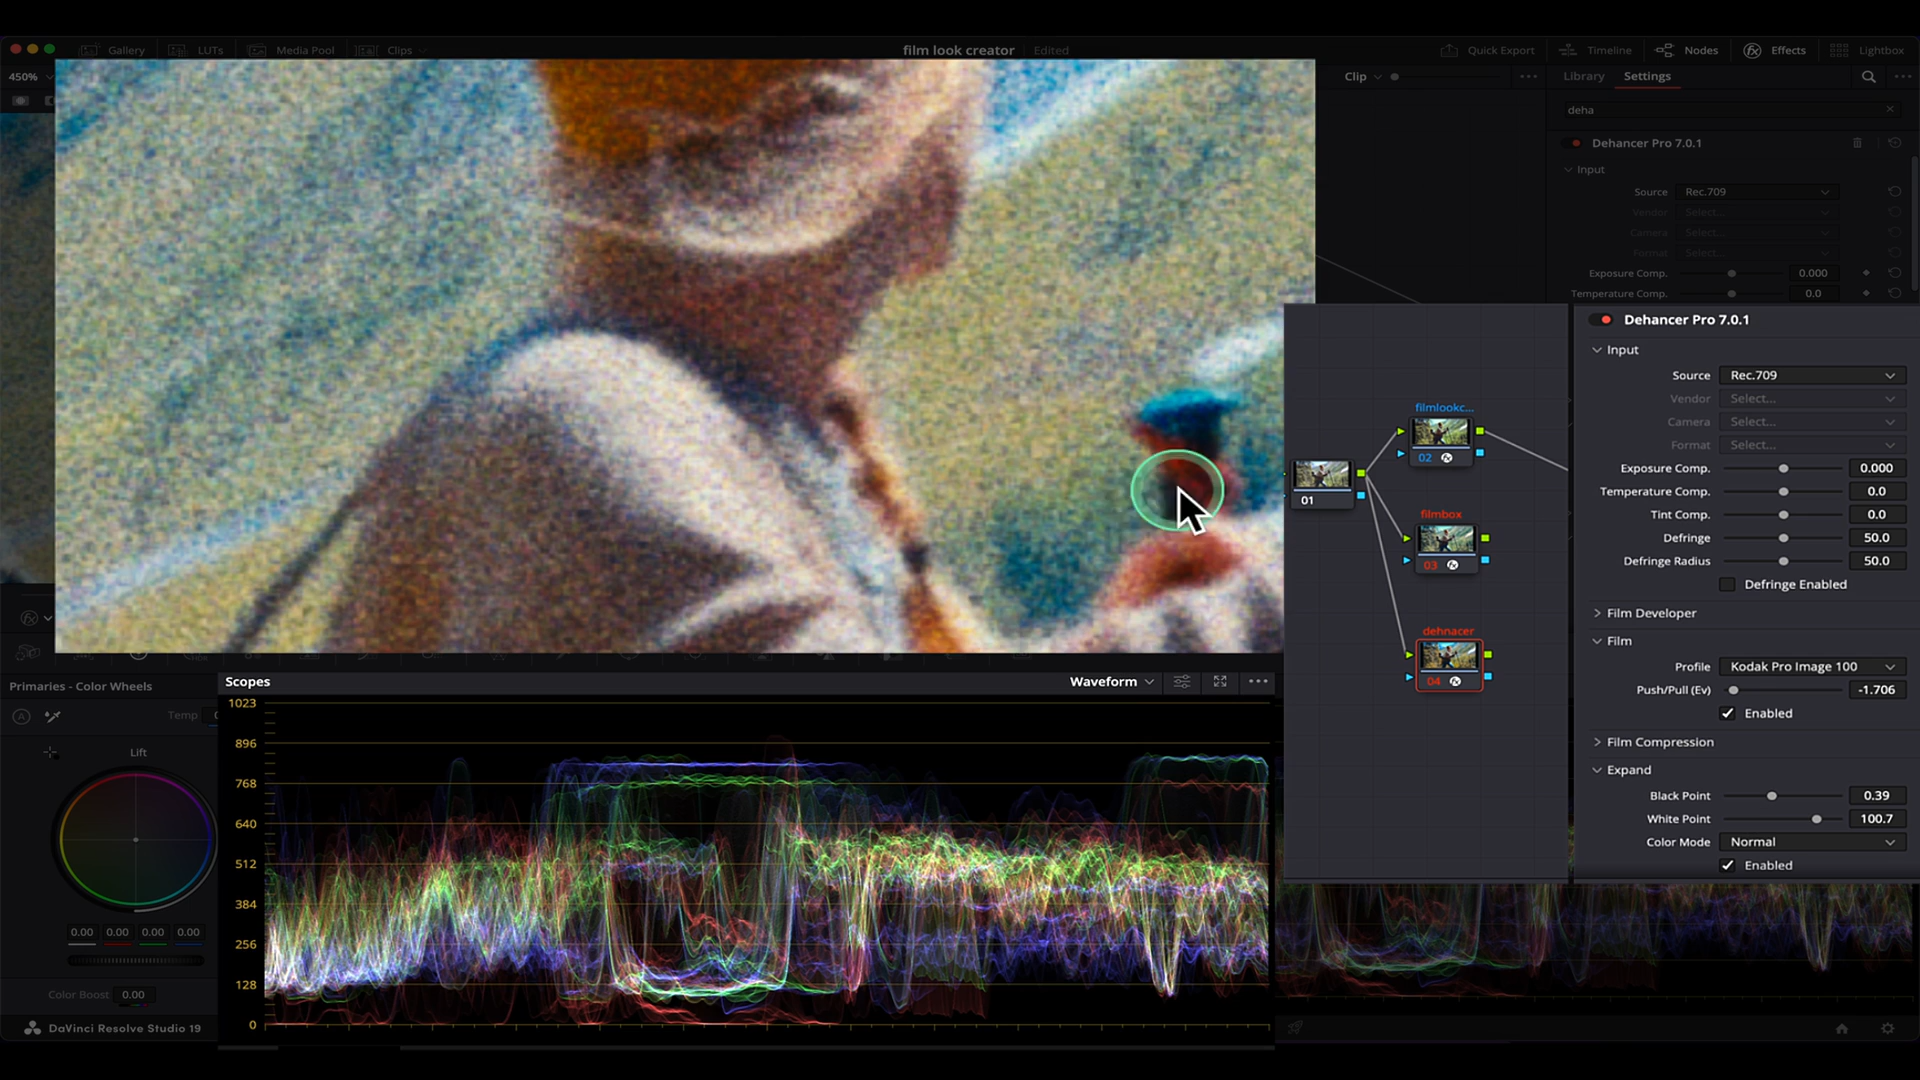 Gallery LUTs Media Pool Clips film look creator Edited Quick Export Timeline Nodes Effects Lightbox
450% Clip Library Settings
deha
Dehancer Pro 7.0.1
Input
Source Rec.709
Vendor Select...
Camera Select...
Format Select...
Exposure Comp. 0.000
Temperature Comp. 0.0
Dehancer Pro 7.0.1
Input
Source Rec.709
Vendor Select...
Camera Select...
Format Select...
Exposure Comp. 0.000
Temperature Comp. 0.0
Tint Comp. 0.0
Defringe 50.0
Defringe Radius 50.0
Defringe Enabled
Film Developer
Film
Profile Kodak Pro Image 100
Push/Pull (Ev) -1.706
Enabled
Film Compression
Expand
Black Point 0.39
White Point 100.7
Color Mode Normal
Enabled
filmlookc...
02
01
filmbox
03
dehnacer
04
Primaries - Color Wheels
Temp
Lift
0.00 0.00 0.00 0.00
Color Boost 0.00
DaVinci Resolve Studio 19
Scopes Waveform
1023
896
768
640
512
384
256
128
0